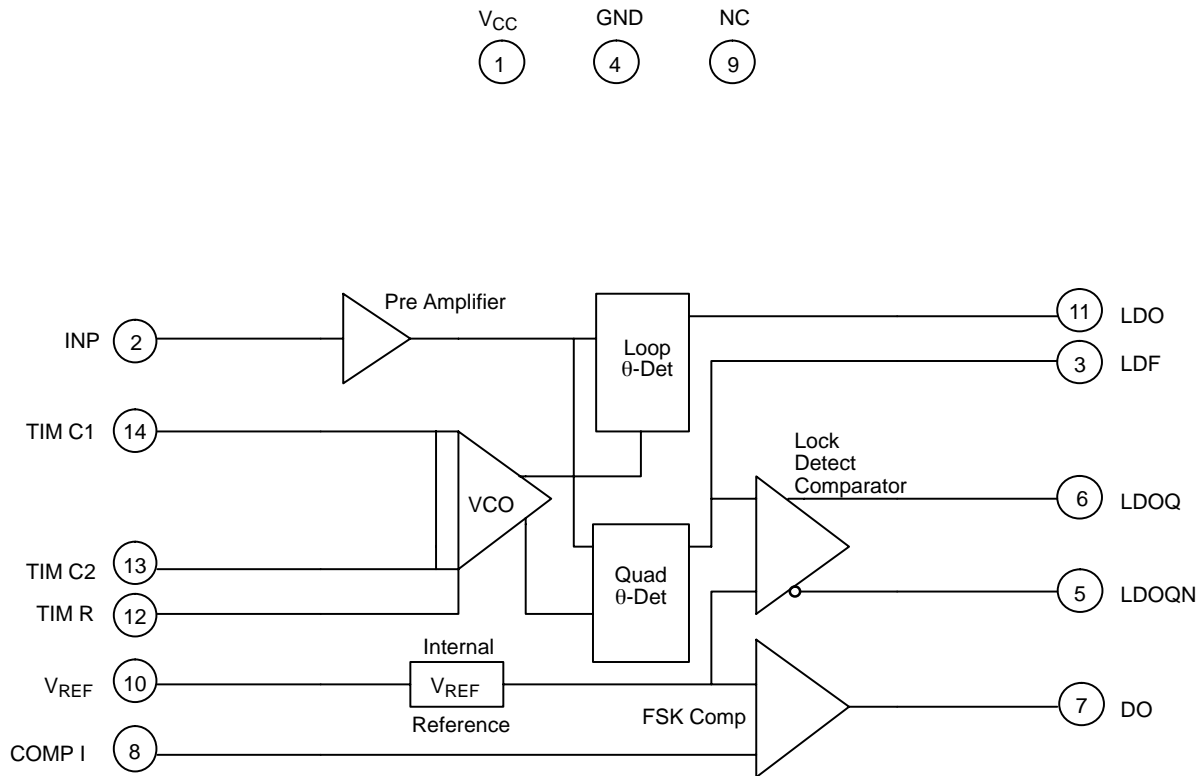 VCC
GND
NC
1
4
9
Pre Amplifier
INP
2
Loop
θ-Det
11
LDO
3
LDF
TIM C1
14
Lock
Detect
Comparator
VCO
6
LDOQ
TIM C2
13
Quad
θ-Det
5
LDOQN
TIM R
12
Internal
VREF
10
VREF
Reference
FSK Comp
7
DO
COMP I
8